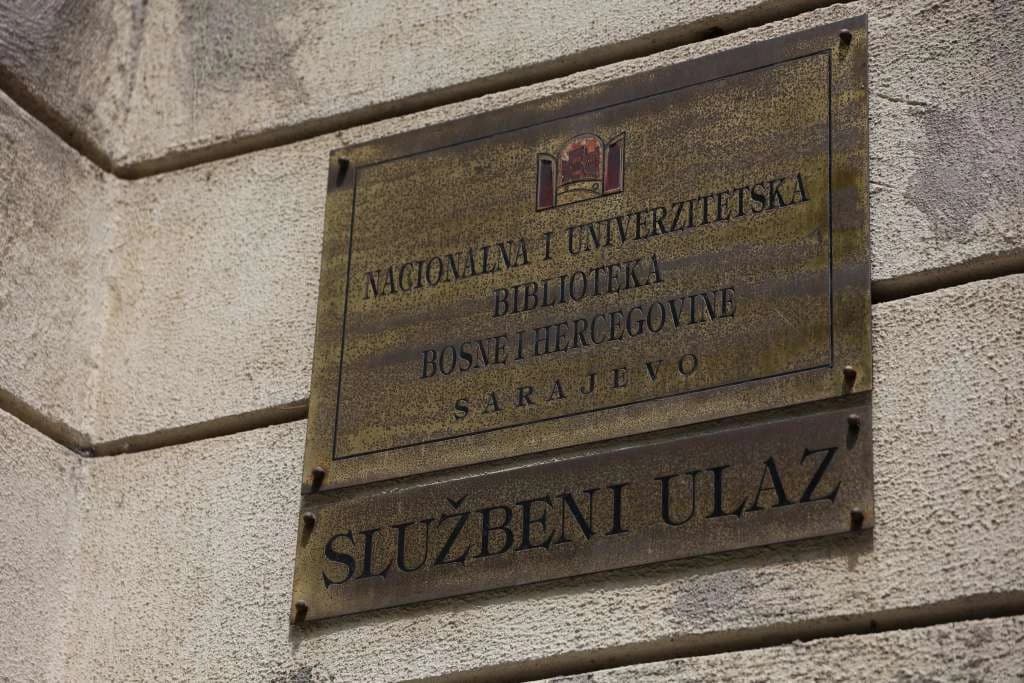 NACIONALNA I UNIVERZITETSKA
BIBLIOTEKA
BOSNE I HERCEGOVINE
SARAJEVO
SLUŽBENI ULAZ